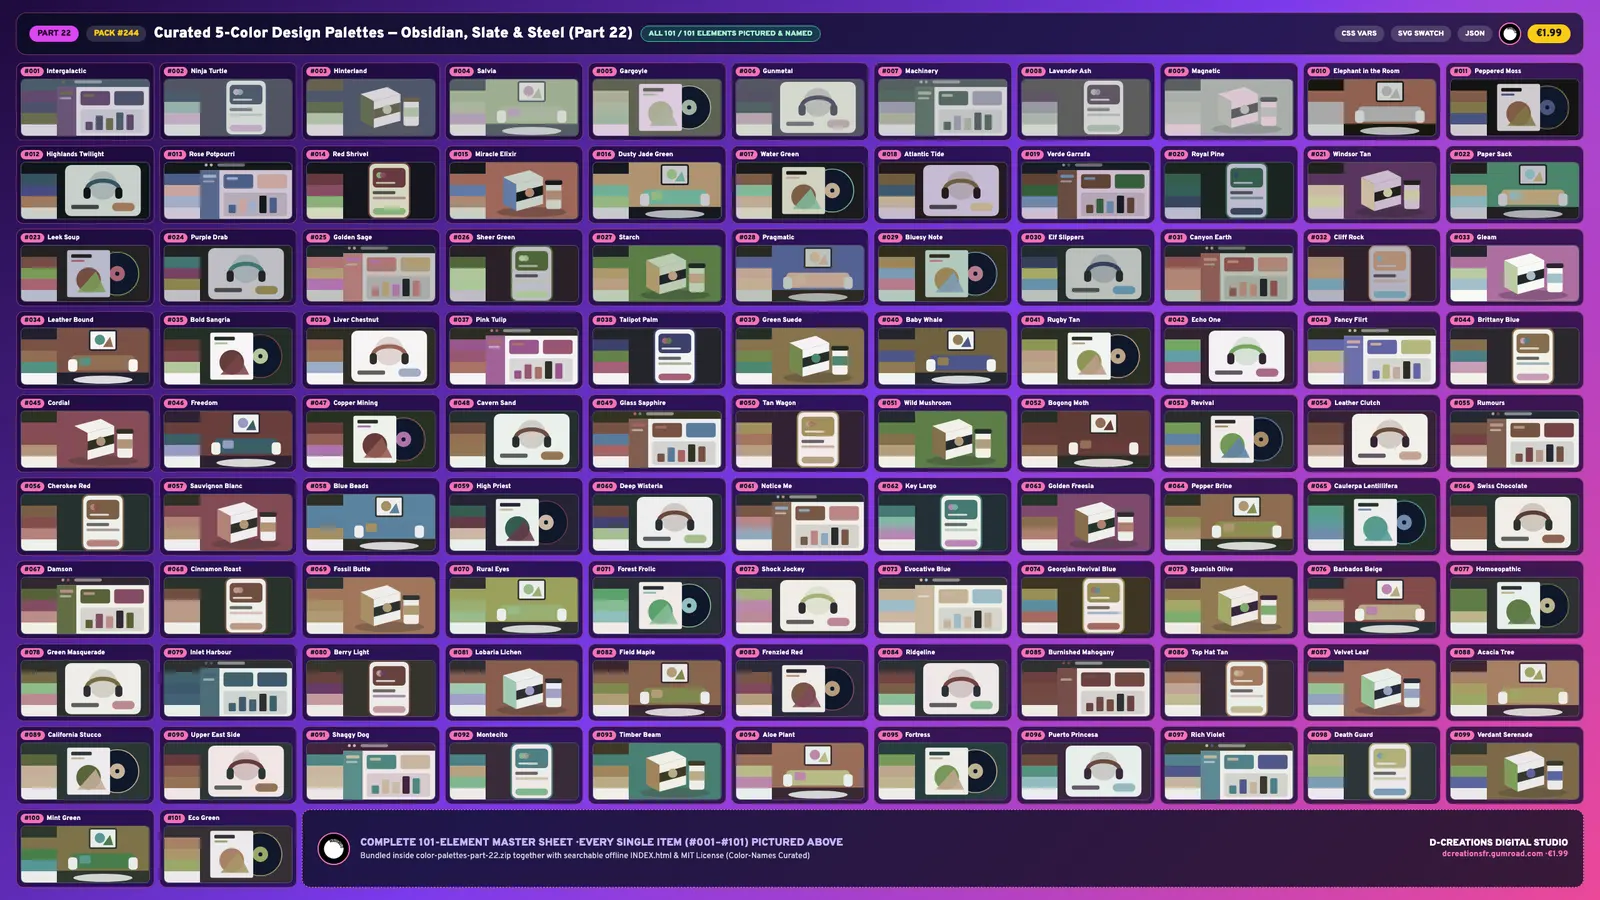 PART 22 PACK #244 Curated 5-Color Design Palettes – Obsidian, Slate & Steel (Part 22) ALL 101 / 101 ELEMENTS PICTURED & NAMED CSS VARS SVG SWATCH JSON €1.99
#001 Intergalactic #002 Ninja Turtle #003 Hinterland #004 Salvia #005 Gargoyle #006 Gunmetal #007 Machinery #008 Lavender Ash #009 Magnetic #010 Elephant in the Room #011 Peppered Moss
#012 Highlands Twilight #013 Rose Potpourri #014 Red Shrivel #015 Miracle Elixir #016 Dusty Jade Green #017 Water Green #018 Atlantic Tide #019 Verde Garrafa #020 Royal Pine #021 Windsor Tan #022 Paper Sack
#023 Leek Soup #024 Purple Drab #025 Golden Sage #026 Sheer Green #027 Starch #028 Pragmatic #029 Bluesy Note #030 Elf Slippers #031 Canyon Earth #032 Cliff Rock #033 Gleam
#034 Leather Bound #035 Bold Sangria #036 Liver Chestnut #037 Pink Tulip #038 Talipot Palm #039 Green Suede #040 Baby Whale #041 Rugby Tan #042 Echo One #043 Fancy Flirt #044 Brittany Blue
#045 Cordial #046 Freedom #047 Copper Mining #048 Cavern Sand #049 Glass Sapphire #050 Tan Wagon #051 Wild Mushroom #052 Bogong Moth #053 Revival #054 Leather Clutch #055 Rumours
#056 Cherokee Red #057 Sauvignon Blanc #058 Blue Beads #059 High Priest #060 Deep Wisteria #061 Notice Me #062 Key Largo #063 Golden Freesia #064 Pepper Brine #065 Caulerpa Lentillifera #066 Swiss Chocolate
#067 Damson #068 Cinnamon Roast #069 Fossil Butte #070 Rural Eyes #071 Forest Frolic #072 Shock Jockey #073 Evocative Blue #074 Georgian Revival Blue #075 Spanish Olive #076 Barbados Beige #077 Homoeopathic
#078 Green Masquerade #079 Inlet Harbour #080 Berry Light #081 Lobaria Lichen #082 Field Maple #083 Frenzied Red #084 Ridgeline #085 Burnished Mahogany #086 Top Hat Tan #087 Velvet Leaf #088 Acacia Tree
#089 California Stucco #090 Upper East Side #091 Shaggy Dog #092 Montecito #093 Timber Beam #094 Aloe Plant #095 Fortress #096 Puerto Princesa #097 Rich Violet #098 Death Guard #099 Verdant Serenade
#100 Mint Green #101 Eco Green
COMPLETE 101-ELEMENT MASTER SHEET · EVERY SINGLE ITEM (#001–#101) PICTURED ABOVE
Bundled inside color-palettes-part-22.zip together with searchable offline INDEX.html & MIT License (Color-Names Curated)
D-CREATIONS DIGITAL STUDIO
dcreationsfr.gumroad.com · €1.99